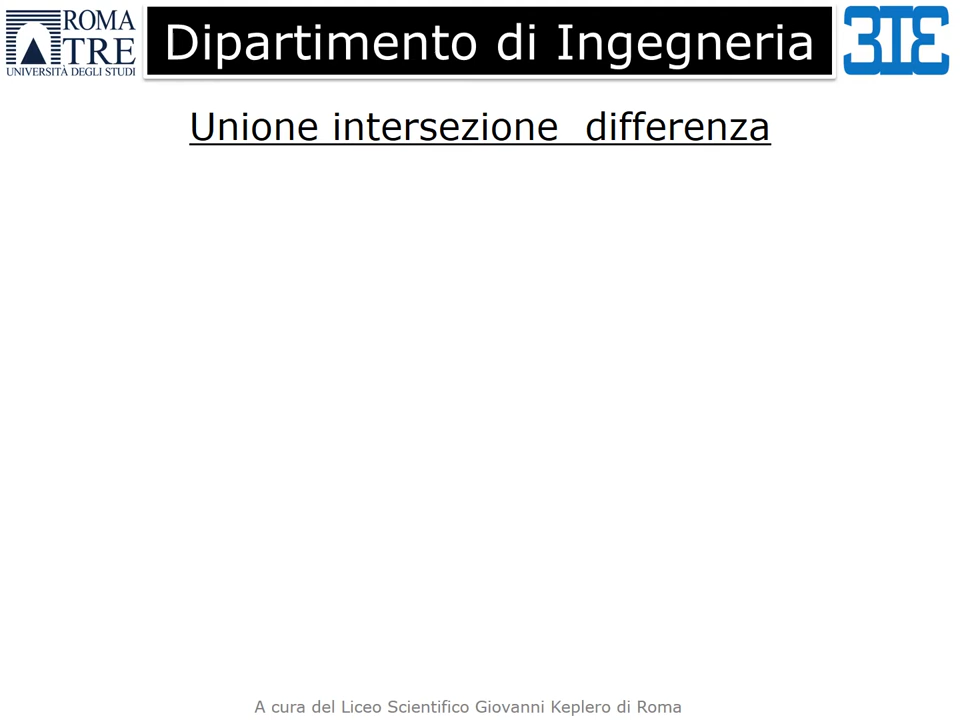 ROMA
TRE
UNIVERSITÀ DEGLI STUDI
Dipartimento di Ingegneria
3TE
Unione intersezione  differenza
A cura del Liceo Scientifico Giovanni Keplero di Roma